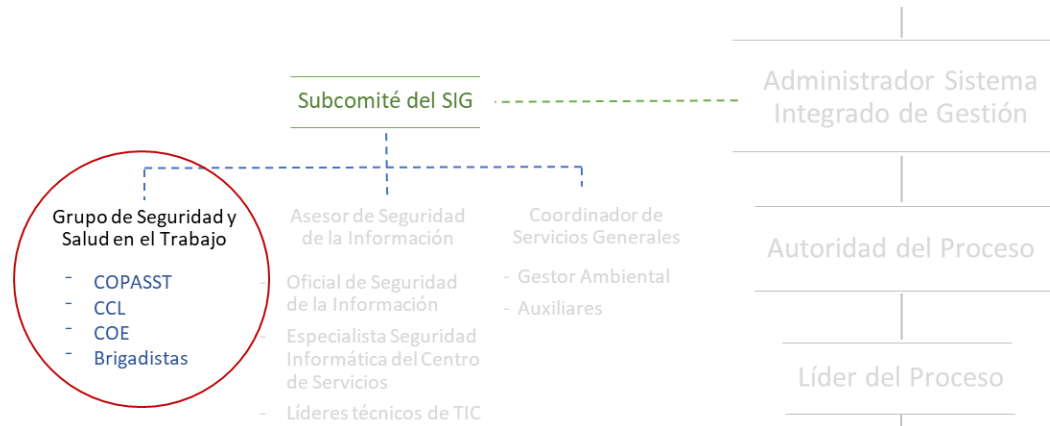 Subcomité del SIG
Administrador Sistema
Integrado de Gestión
Grupo de Seguridad y
Salud en el Trabajo
- COPASST
- CCL
- COE
- Brigadistas
Asesor de Seguridad
de la Información
- Oficial de Seguridad
de la Información
- Especialista Seguridad
Informática del Centro
de Servicios
- Líderes técnicos de TIC
Coordinador de
Servicios Generales
- Gestor Ambiental
- Auxiliares
Autoridad del Proceso
Líder del Proceso